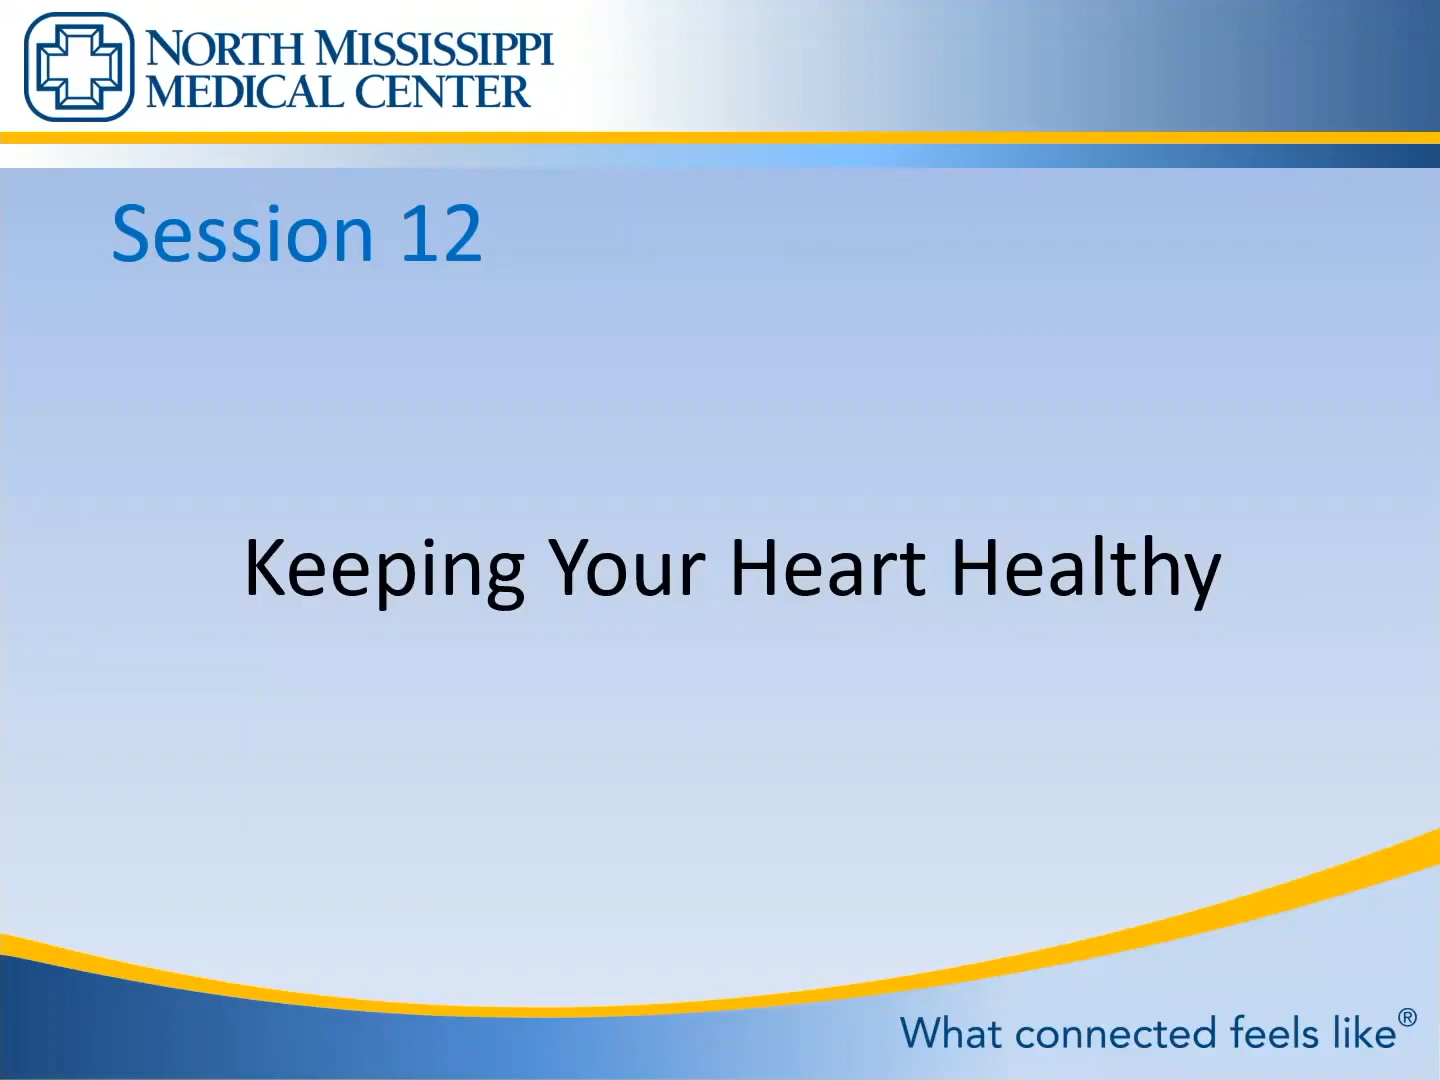 NORTH MISSISSIPPI
MEDICAL CENTER
Session 12
Keeping Your Heart Healthy
What connected feels like®